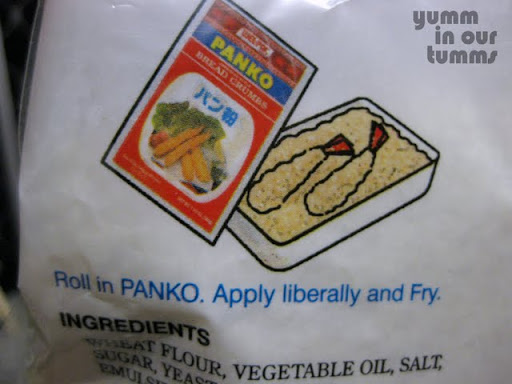 yumm
in our
tumms
PANKO
BREAD CRUMBS
パン粉
Roll in PANKO. Apply liberally and Fry.
INGREDIENTS
WHEAT FLOUR, VEGETABLE OIL, SALT,
SUGAR, YEAST